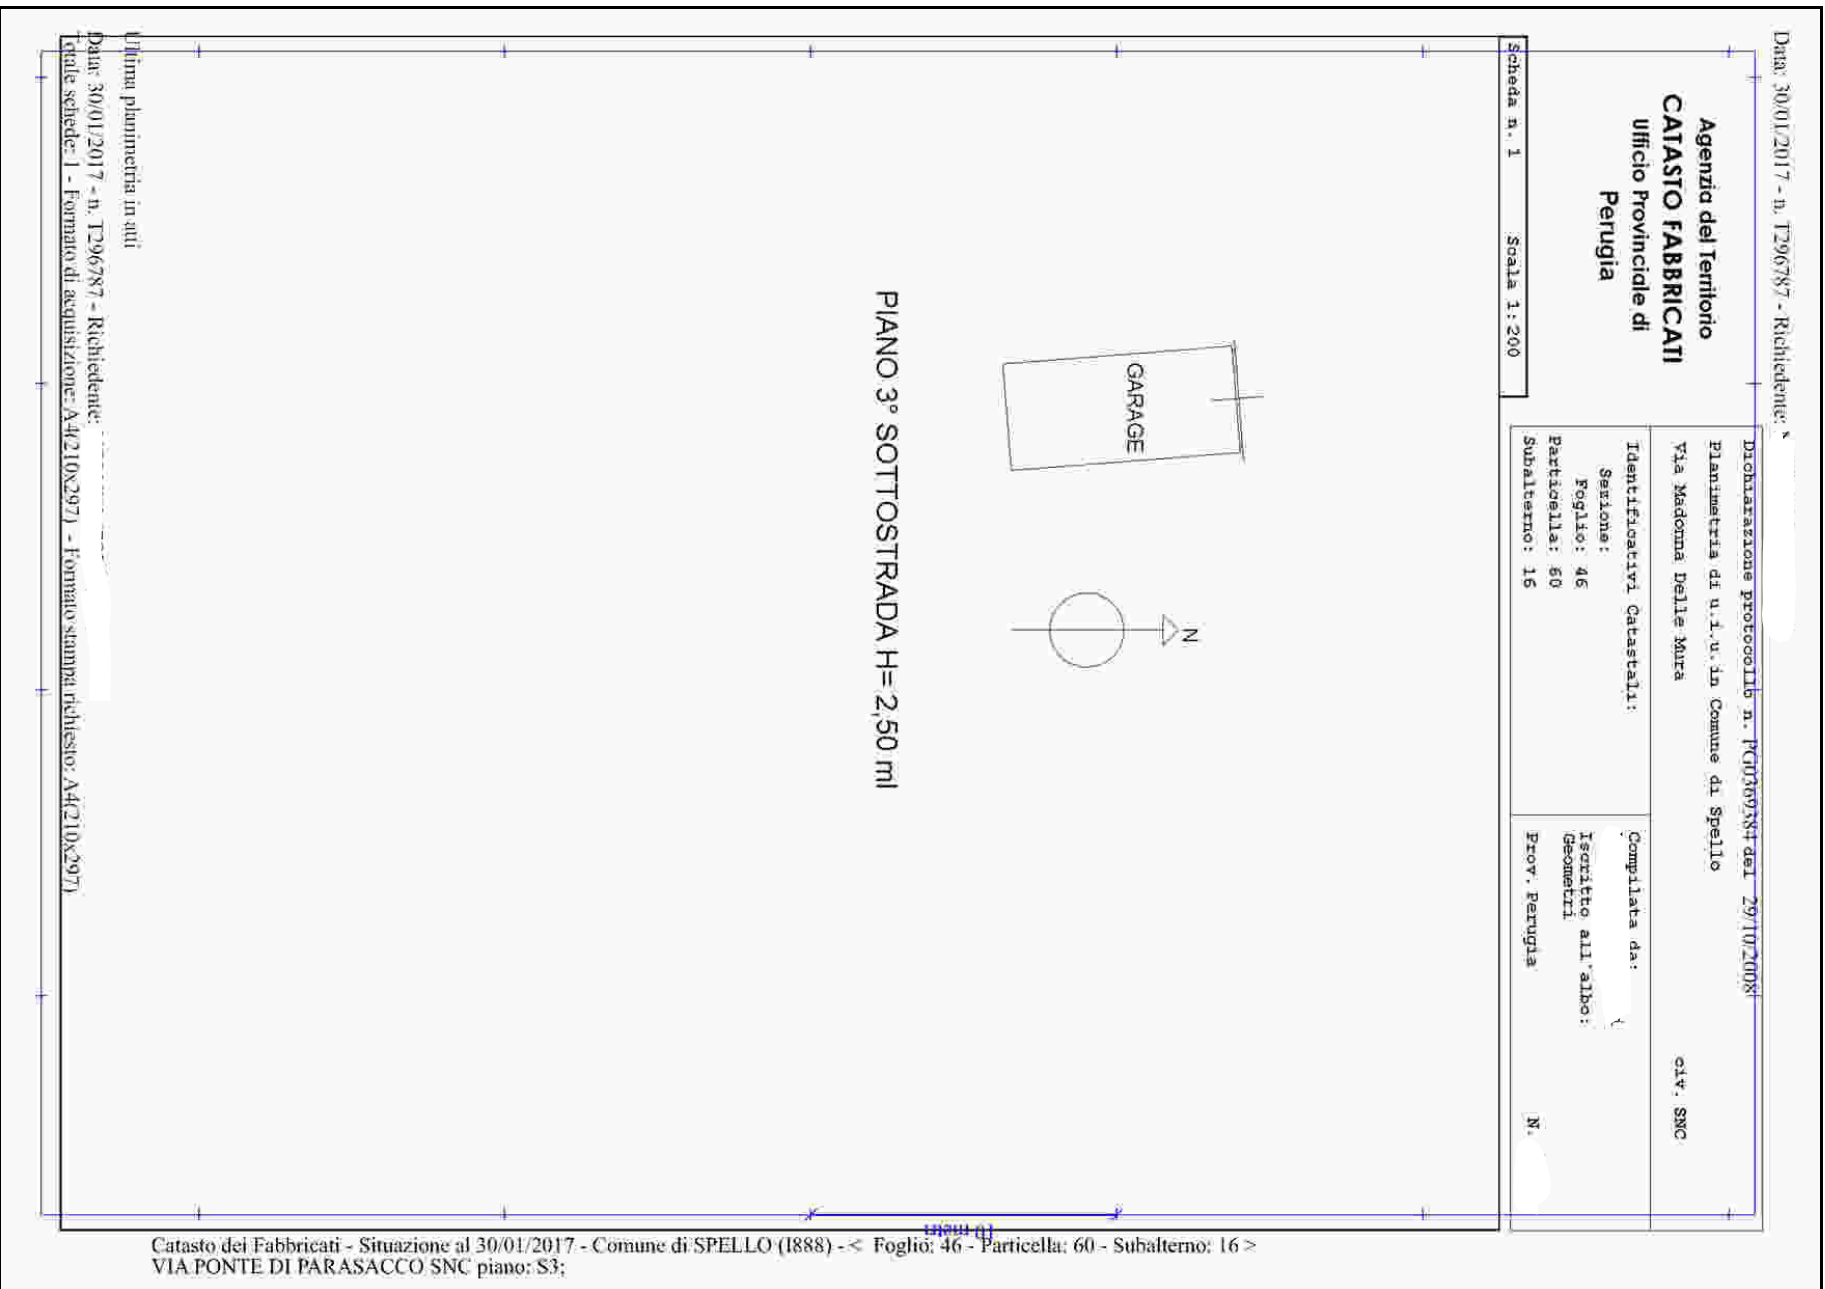 Data: 30/01/2017 - n. T296787 - Richiedente:
Agenzia del Territorio
CATASTO FABBRICATI
Ufficio Provinciale di
Perugia
Dichiarazione protocollo n. PG0369384 del 29/10/2008
Planimetria di u.i.u. in Comune di Spello
Via Madonna Delle Mura civ. SNC
Identificativi Catastali:
Sezione:
Foglio: 46
Particella: 60
Subalterno: 16
Compilata da:
Iscritto all'albo:
Geometri
Prov. Perugia N.
Scheda n. 1 Scala 1:200
GARAGE
N
PIANO 3° SOTTOSTRADA H= 2,50 ml
10 metri
Ultima planimetria in atti
Data: 30/01/2017 - n. T296787 - Richiedente:
Totale schede: 1 - Formato di acquisizione: A4(210x297) - Formato stampa richiesto: A4(210x297)
Catasto dei Fabbricati - Situazione al 30/01/2017 - Comune di SPELLO (I888) - < Foglio: 46 - Particella: 60 - Subalterno: 16 >
VIA PONTE DI PARASACCO SNC piano: S3;